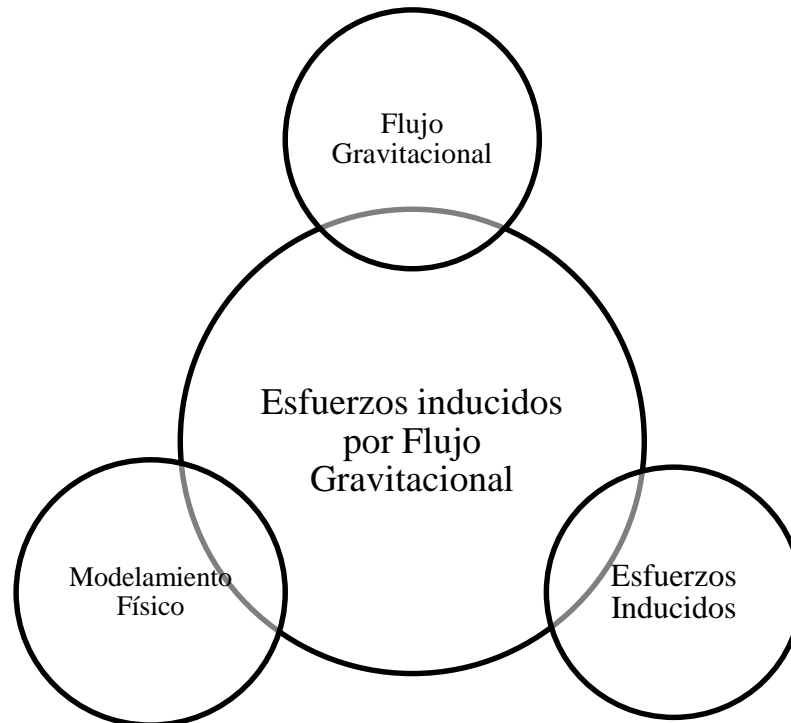 Flujo
Gravitacional
Esfuerzos inducidos
por Flujo
Gravitacional
Modelamiento
Físico
Esfuerzos
Inducidos